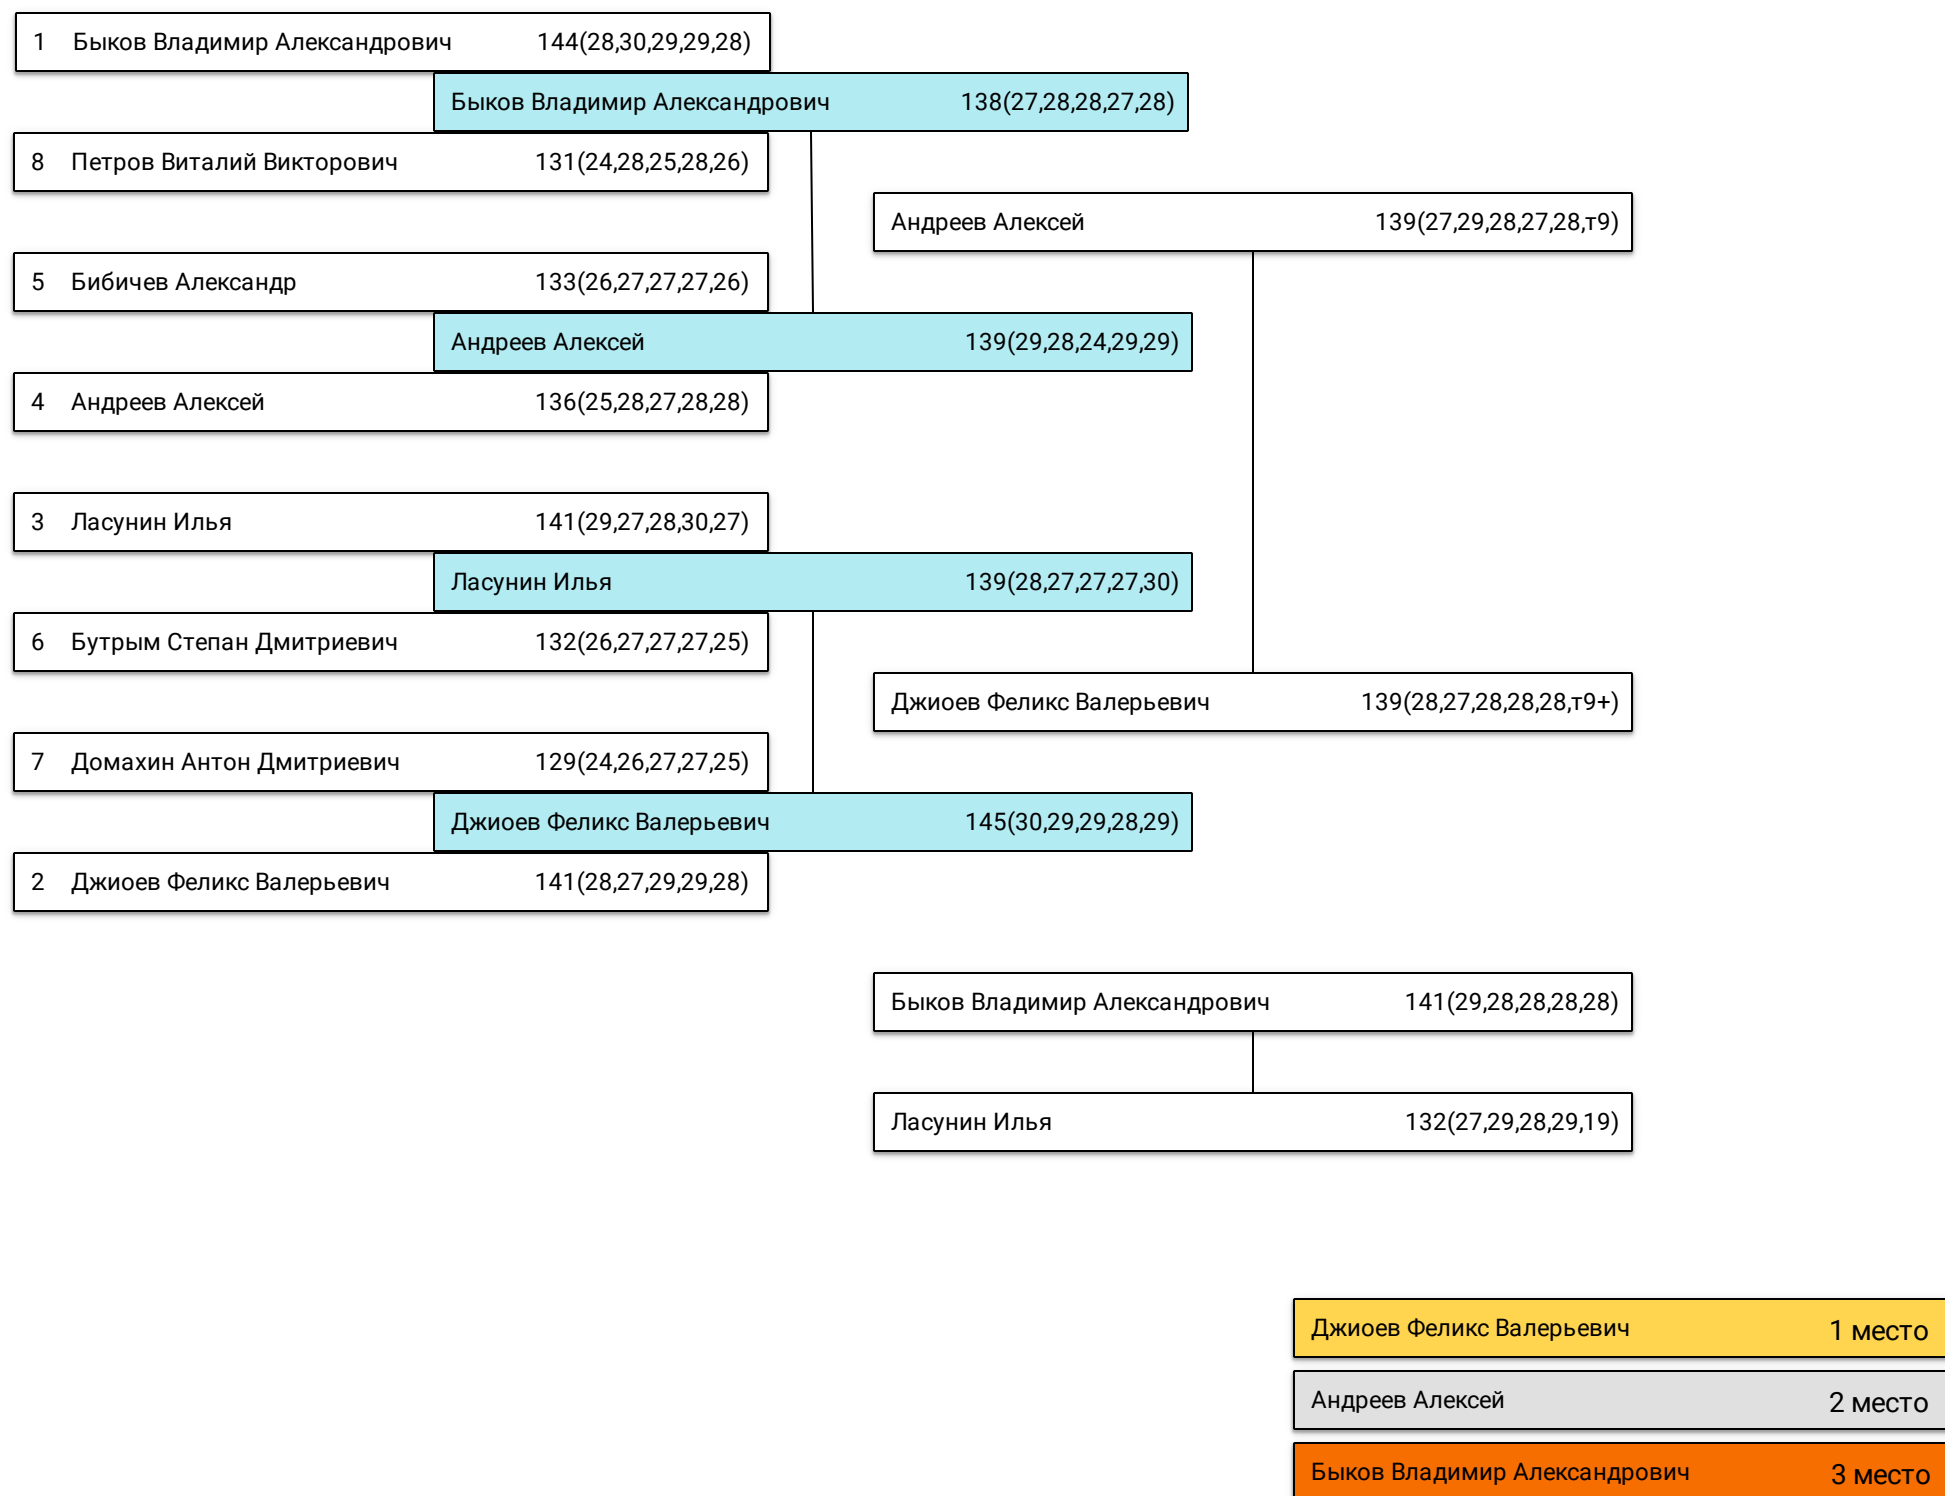 1 Быков Владимир Александрович 144(28,30,29,29,28)
Быков Владимир Александрович 138(27,28,28,27,28)
8 Петров Виталий Викторович 131(24,28,25,28,26)
Андреев Алексей 139(27,29,28,27,28,т9)
5 Бибичев Александр 133(26,27,27,27,26)
Андреев Алексей 139(29,28,24,29,29)
4 Андреев Алексей 136(25,28,27,28,28)
3 Ласунин Илья 141(29,27,28,30,27)
Ласунин Илья 139(28,27,27,27,30)
6 Бутрым Степан Дмитриевич 132(26,27,27,27,25)
Джиоев Феликс Валерьевич 139(28,27,28,28,28,т9+)
7 Домахин Антон Дмитриевич 129(24,26,27,27,25)
Джиоев Феликс Валерьевич 145(30,29,29,28,29)
2 Джиоев Феликс Валерьевич 141(28,27,29,29,28)
Быков Владимир Александрович 141(29,28,28,28,28)
Ласунин Илья 132(27,29,28,29,19)
Джиоев Феликс Валерьевич 1 место
Андреев Алексей 2 место
Быков Владимир Александрович 3 место